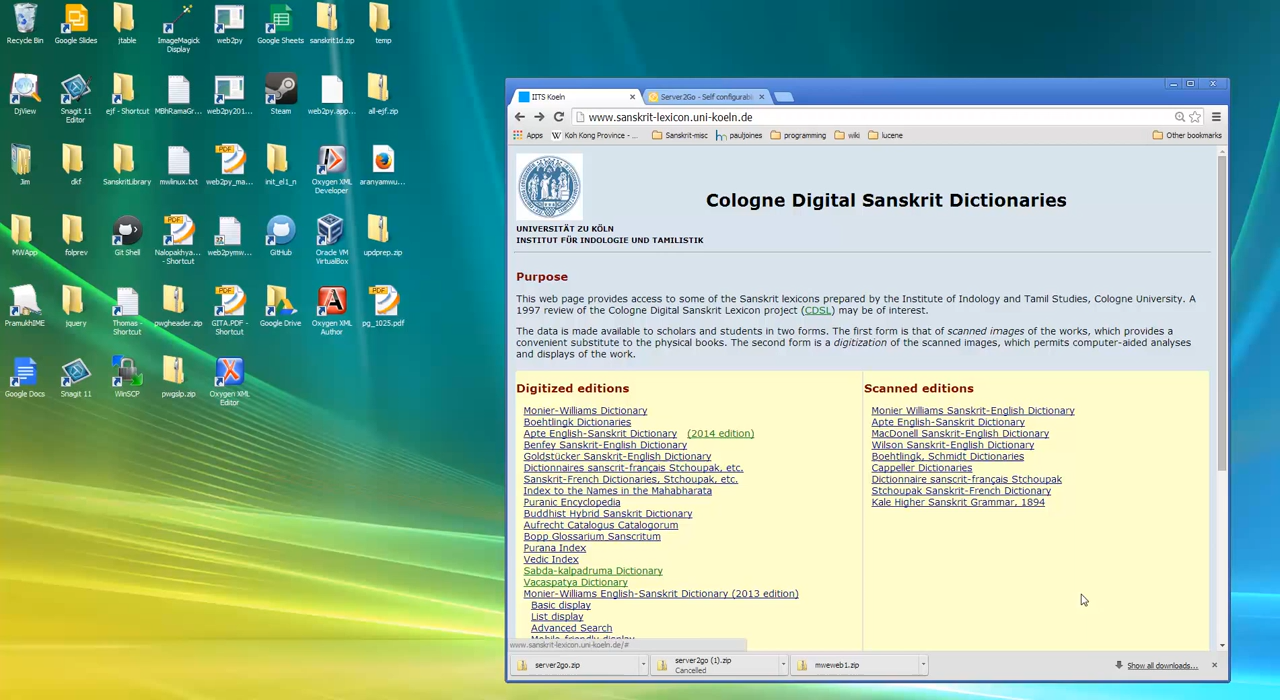 Recycle Bin
Google Slides
jtable
ImageMagick
Display
web2py
Google Sheets
sanskrit1d.zip
temp
DjView
Snagit 11
Editor
ejf - Shortcut
MBhRamaGr...
web2py201...
Steam
web2py.app...
all-ejf.zip
Jim
dkf
SanskritLibrary
mwlinux.txt
web2py_ma...
init_el1_n
Oxygen XML
Developer
aranyamwu...
MWApp
folprev
Git Shell
Nalopakhya...
- Shortcut
web2pymw...
GitHub
Oracle VM
VirtualBox
updprep.zip
PramukhIME
jquery
Thomas -
Shortcut
pwgheader.zip
GITA.PDF -
Shortcut
Google Drive
Oxygen XML
Author
pg_1025.pdf
Google Docs
Snagit 11
WinSCP
pwgslp.zip
Oxygen XML
Editor
IITS Koeln
Server2Go - Self configurabl
www.sanskrit-lexicon.uni-koeln.de
Apps
Koh Kong Province - ...
Sanskrit-misc
pauljoines
programming
wiki
lucene
Other bookmarks
Cologne Digital Sanskrit Dictionaries
UNIVERSITÄT ZU KÖLN
INSTITUT FÜR INDOLOGIE UND TAMILISTIK
Purpose
This web page provides access to some of the Sanskrit lexicons prepared by the Institute of Indology and Tamil Studies, Cologne University. A
1997 review of the Cologne Digital Sanskrit Lexicon project (CDSL) may be of interest.
The data is made available to scholars and students in two forms. The first form is that of scanned images of the works, which provides a
convenient substitute to the physical books. The second form is a digitization of the scanned images, which permits computer-aided analyses
and displays of the work.
Digitized editions
Monier-Williams Dictionary
Boehtlingk Dictionaries
Apte English-Sanskrit Dictionary (2014 edition)
Benfey Sanskrit-English Dictionary
Goldstücker Sanskrit-English Dictionary
Dictionnaires sanscrit-français Stchoupak, etc.
Sanskrit-French Dictionaries, Stchoupak, etc.
Index to the Names in the Mahabharata
Puranic Encyclopedia
Buddhist Hybrid Sanskrit Dictionary
Aufrecht Catalogus Catalogorum
Bopp Glossarium Sanscritum
Purana Index
Vedic Index
Sabda-kalpadruma Dictionary
Vacaspatya Dictionary
Monier-Williams English-Sanskrit Dictionary (2013 edition)
Basic display
List display
Advanced Search
Mobile-friendly display
Scanned editions
Monier Williams Sanskrit-English Dictionary
Apte English-Sanskrit Dictionary
MacDonell Sanskrit-English Dictionary
Wilson Sanskrit-English Dictionary
Boehtlingk, Schmidt Dictionaries
Cappeller Dictionaries
Dictionnaire sanscrit-français Stchoupak
Stchoupak Sanskrit-French Dictionary
Kale Higher Sanskrit Grammar, 1894
www.sanskrit-lexicon.uni-koeln.de/#
server2go.zip
server2go (1).zip
Cancelled
mweweb1.zip
Show all downloads...